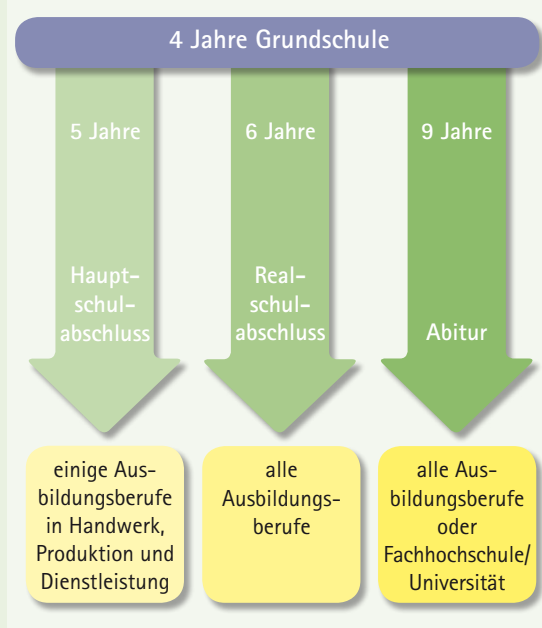 4 Jahre Grundschule
5 Jahre
Haupt-
schul-
abschluss
einige Aus-
bildungsberufe
in Handwerk,
Produktion und
Dienstleistung
6 Jahre
Real-
schul-
abschluss
alle
Ausbildungs-
berufe
9 Jahre
Abitur
alle Aus-
bildungsberufe
oder
Fachhochschule/
Universität